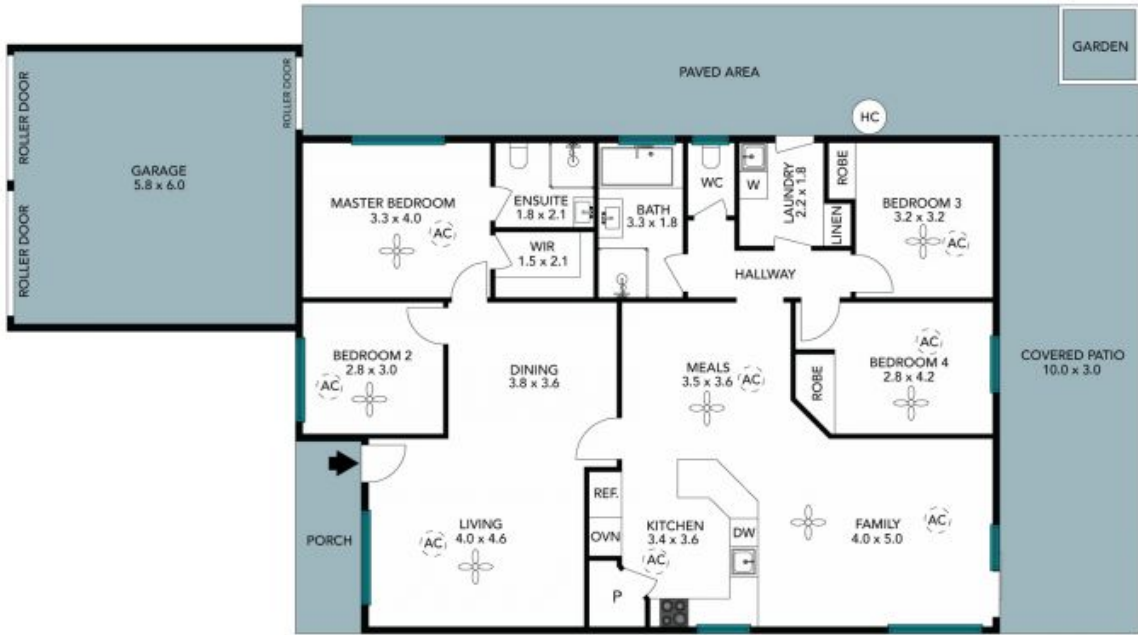 GARDEN
PAVED AREA
HC
ROLLER DOOR
ROLLER DOOR
ROLLER DOOR
GARAGE
5.8 x 6.0
MASTER BEDROOM
3.3 x 4.0
AC
ENSUITE
1.8 x 2.1
WIR
1.5 x 2.1
BATH
3.3 x 1.8
WC
W
LAUNDRY
2.2 x 1.8
ROBE
LINEN
BEDROOM 3
3.2 x 3.2
AC
HALLWAY
BEDROOM 2
2.8 x 3.0
AC
DINING
3.8 x 3.6
MEALS
3.5 x 3.6
AC
ROBE
AC
BEDROOM 4
2.8 x 4.2
COVERED PATIO
10.0 x 3.0
PORCH
LIVING
4.0 x 4.6
AC
REF.
OVN
P
KITCHEN
3.4 x 3.6
AC
DW
FAMILY
4.0 x 5.0
AC